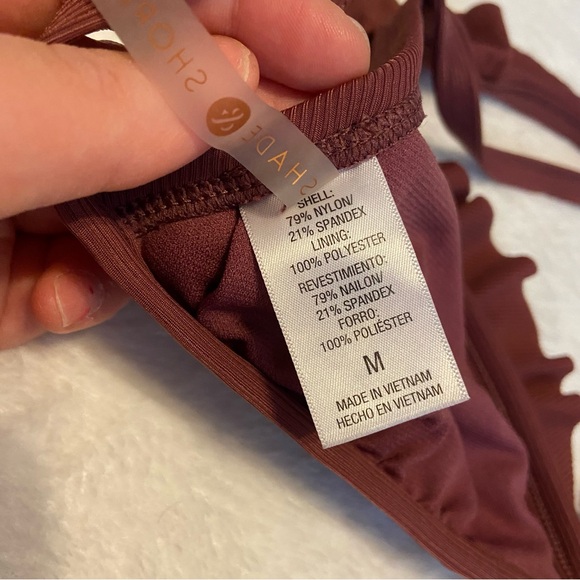 SHOR
&
SHADE
SHELL:
79% NYLON/
21% SPANDEX
LINING:
100% POLYESTER
REVESTIMIENTO:
79% NAILON/
21% SPANDEX
FORRO:
100% POLIÉSTER
M
MADE IN VIETNAM
HECHO EN VIETNAM